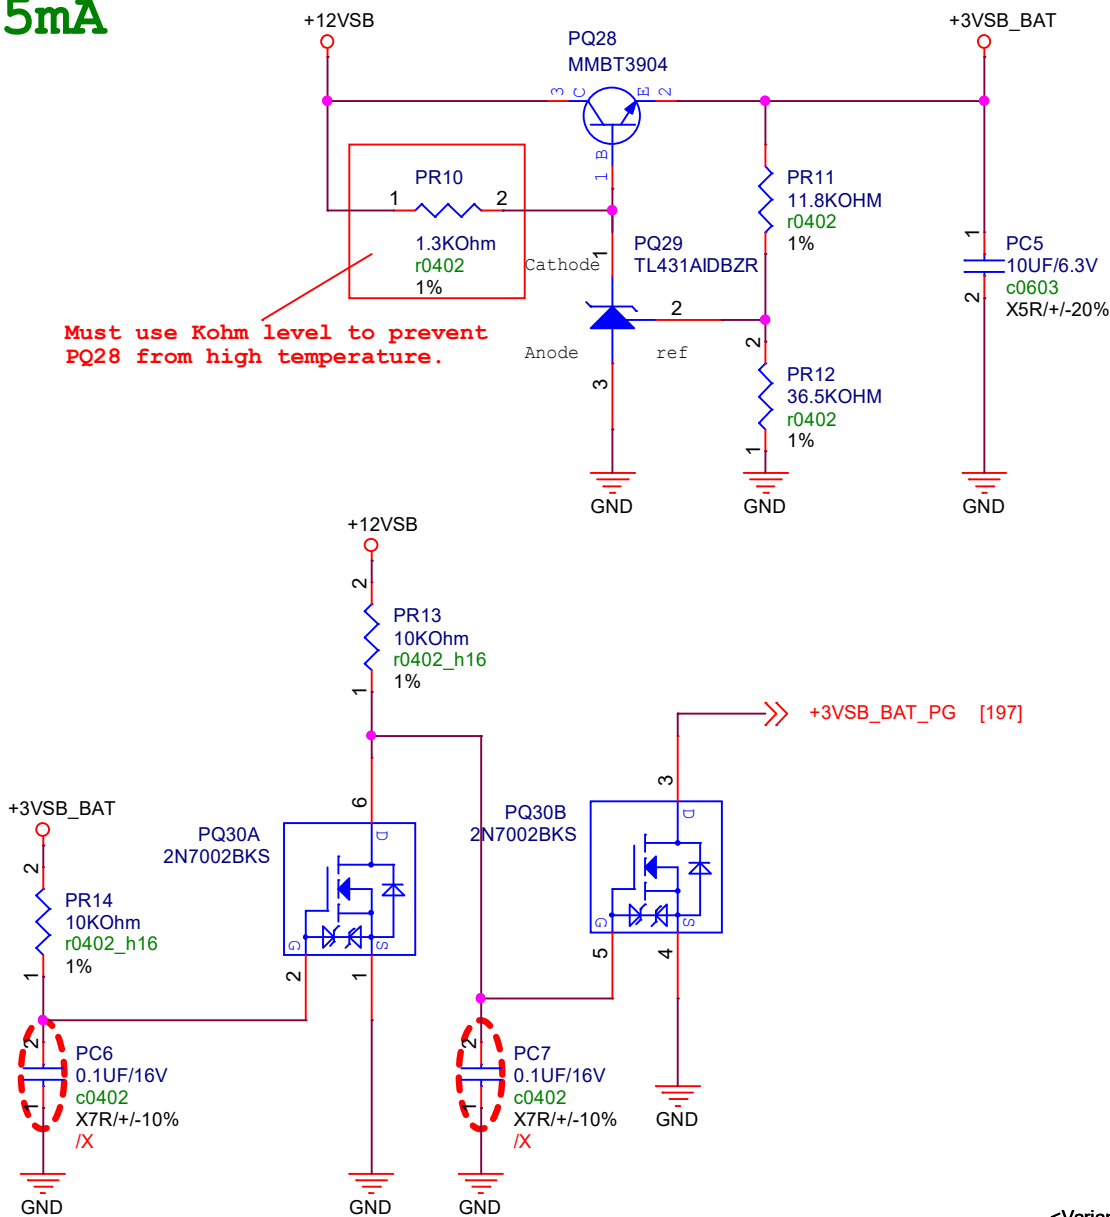 5mA
+12VSB
+3VSB_BAT
PQ28
MMBT3904
3
C
E
2
B
1
PR10
1
2
1.3KOhm
r0402
1%
PR11
11.8KOHM
r0402
1%
Cathode
1
PQ29
TL431AIDBZR
2
Anode
ref
3
1
PC5
10UF/6.3V
c0603
X5R/+/-20%
2
Must use Kohm level to prevent
PQ28 from high temperature.
2
PR12
36.5KOHM
r0402
1%
1
GND
GND
GND
+12VSB
2
PR13
10KOhm
r0402_h16
1%
1
+3VSB_BAT_PG [197]
6
3
+3VSB_BAT
PQ30A
2N7002BKS
D
G
S
PQ30B
2N7002BKS
D
G
S
2
PR14
10KOhm
r0402_h16
1%
1
2
1
5
4
2
PC6
0.1UF/16V
c0402
X7R/+/-10%
/X
1
2
PC7
0.1UF/16V
c0402
X7R/+/-10%
/X
1
GND
GND
GND
GND